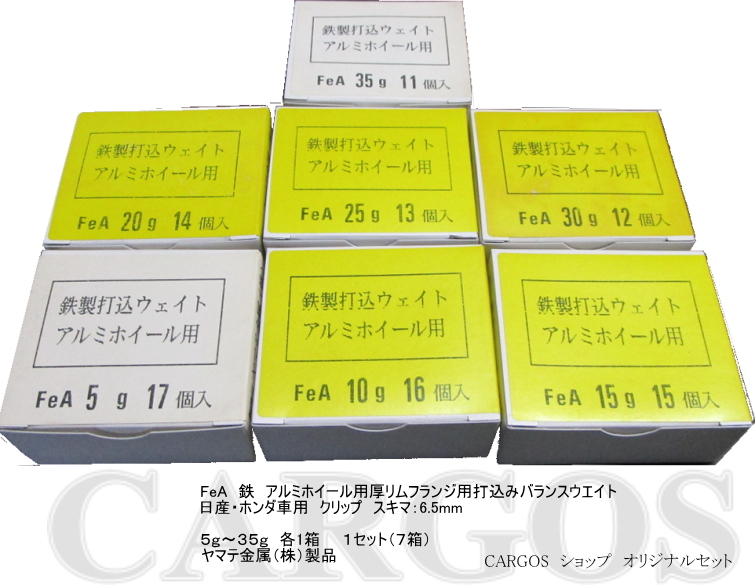 鉄製打込ウェイト
アルミホイール用
FeA 35g 11個入
鉄製打込ウェイト
アルミホイール用
FeA 20g 14個入
鉄製打込ウェイト
アルミホイール用
FeA 25g 13個入
鉄製打込ウェイト
アルミホイール用
FeA 30g 12個入
鉄製打込ウェイト
アルミホイール用
FeA 5g 17個入
鉄製打込ウェイト
アルミホイール用
FeA 10g 16個入
鉄製打込ウェイト
アルミホイール用
FeA 15g 15個入
CARGOS
FeA 鉄 アルミホイール用厚リムフランジ用打込みバランスウエイト
日産・ホンダ車用 クリップ スキマ:6.5mm
5g~35g 各1箱 1セット(7箱)
ヤマテ金属(株)製品
CARGOS ショップ オリジナルセット